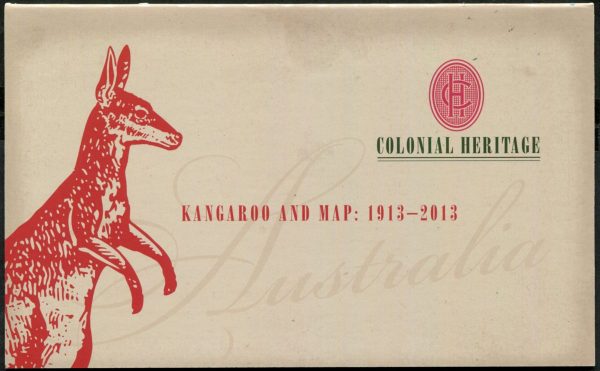 CH
COLONIAL HERITAGE
KANGAROO AND MAP: 1913–2013
Australia